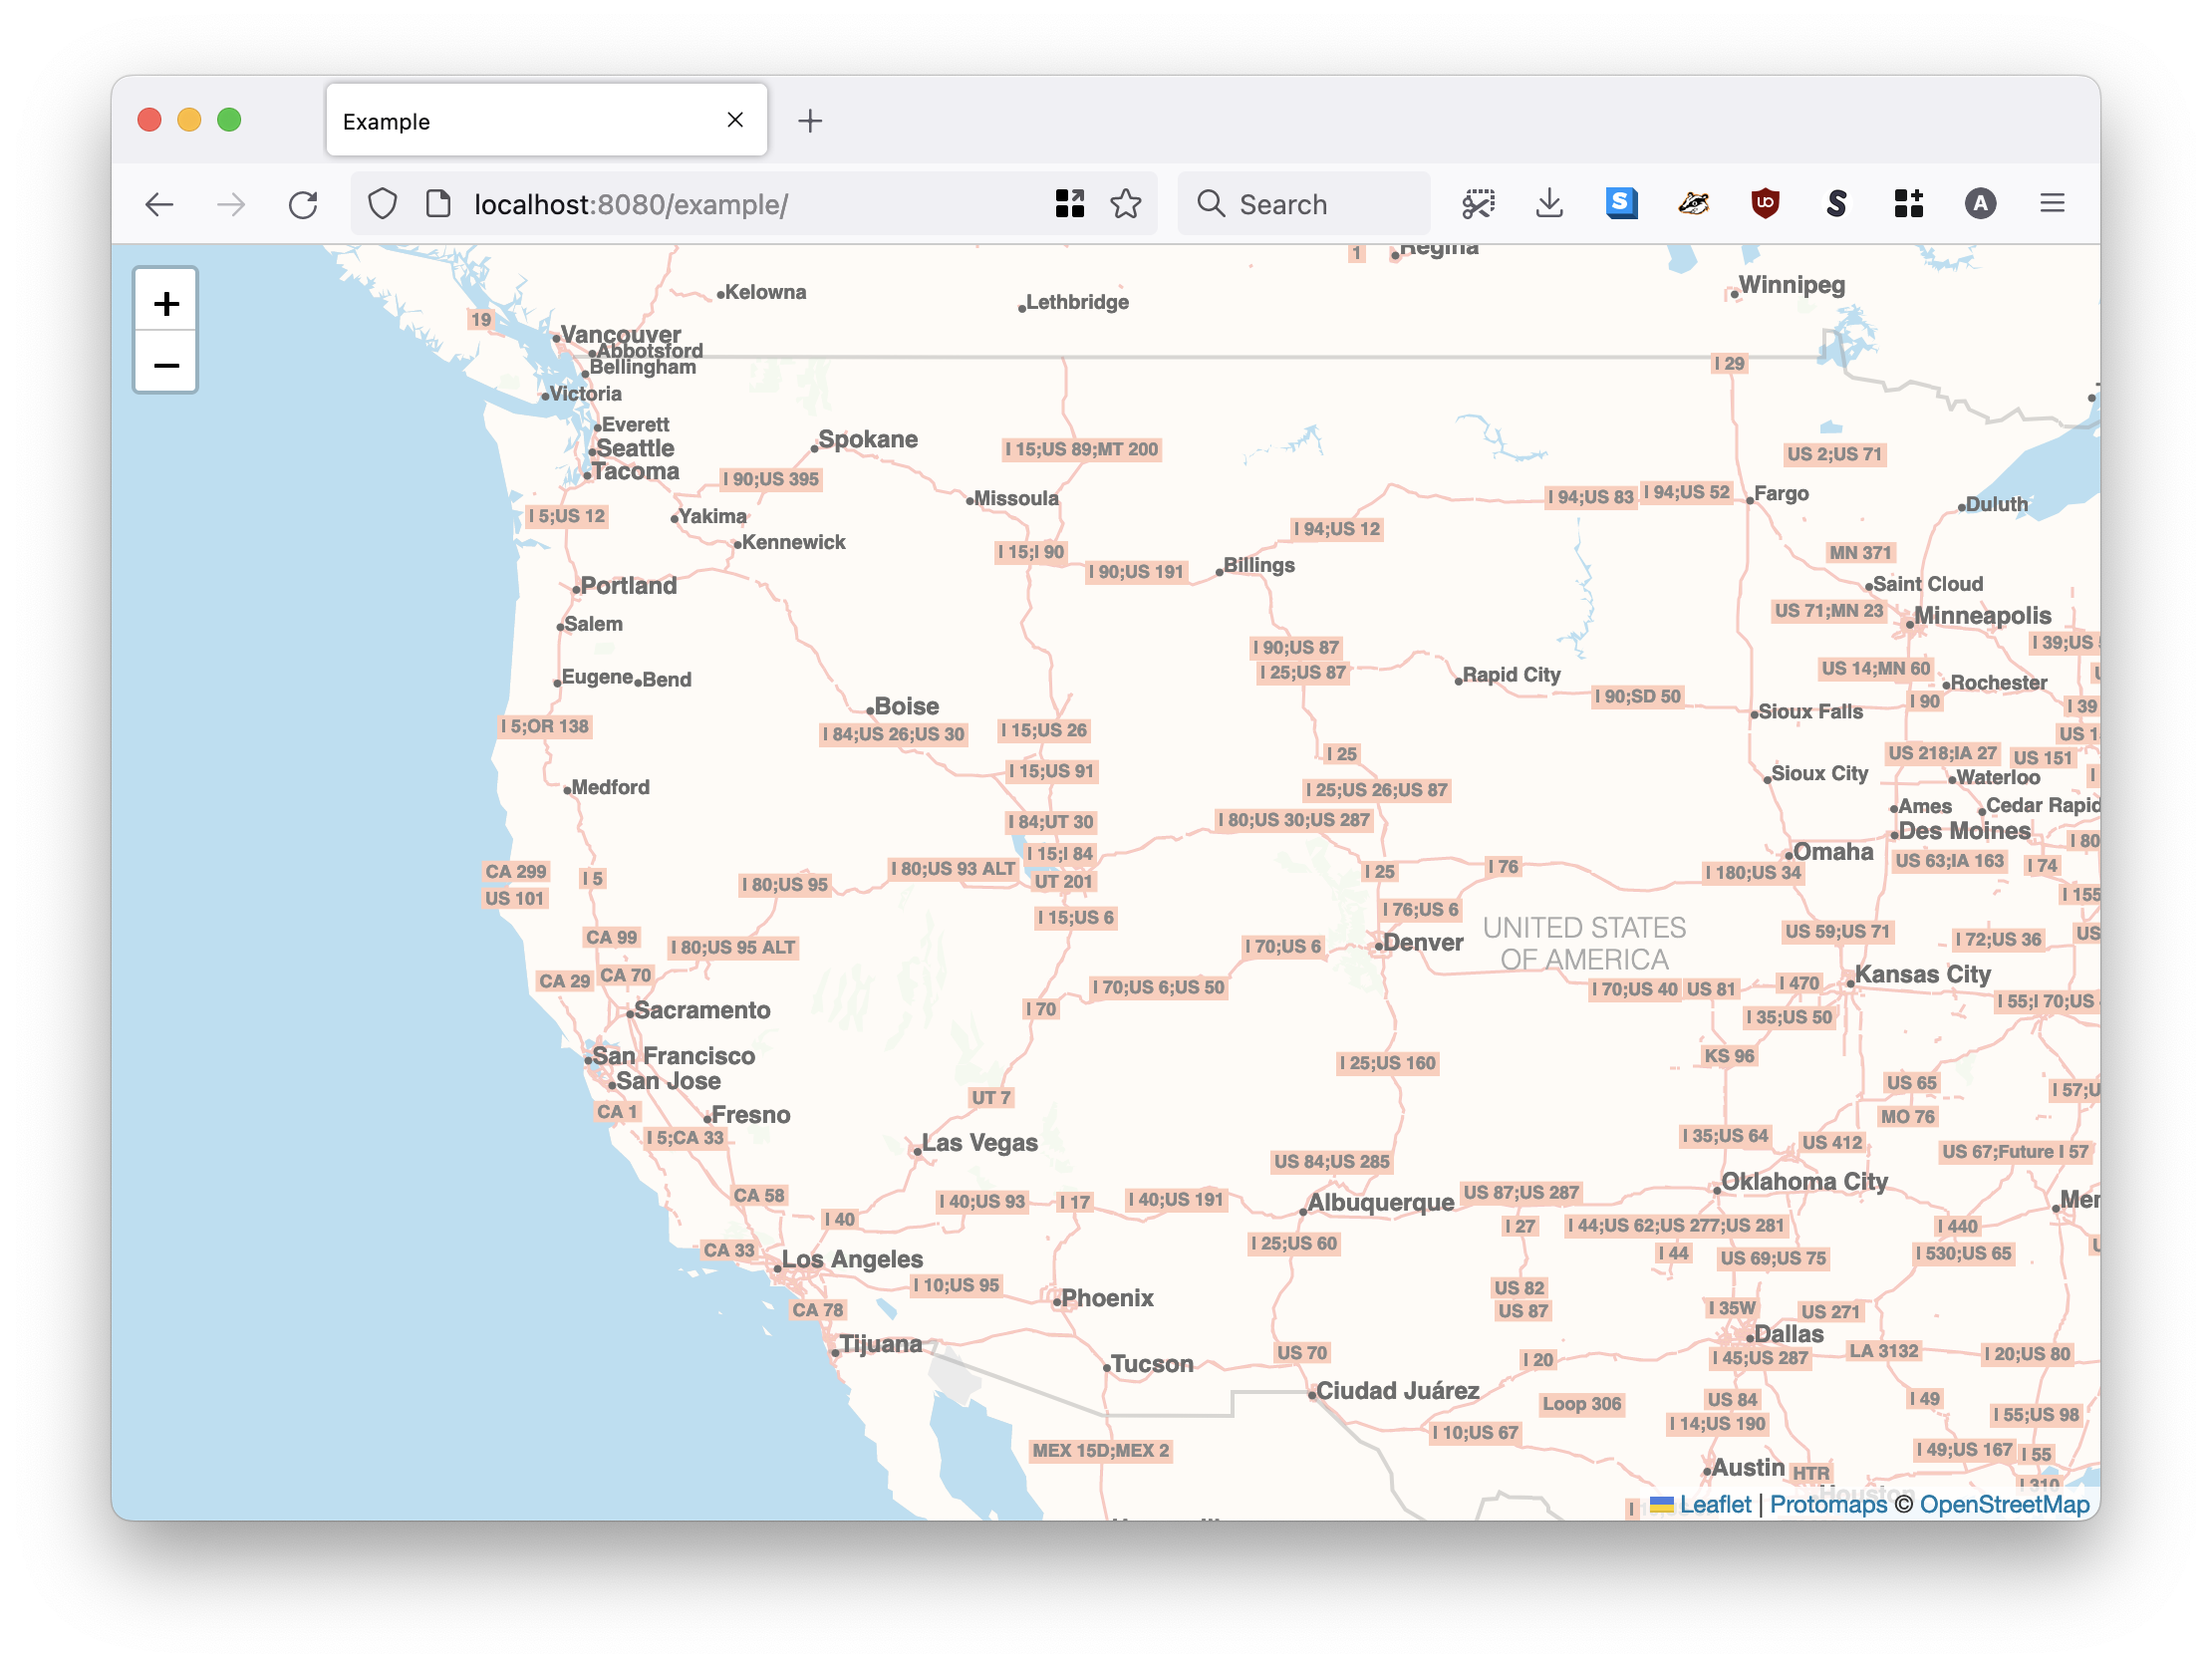 Example
localhost:8080/example/
Search
+
−
1
Regina
Winnipeg
Kelowna
Lethbridge
19
Vancouver
Abbotsford
Bellingham
I 29
Victoria
Everett
Seattle
Spokane
I 15;US 89;MT 200
US 2;US 71
Tacoma
I 90;US 395
Missoula
I 94;US 83
I 94;US 52
Fargo
Duluth
I 5;US 12
Yakima
I 94;US 12
Kennewick
I 15;I 90
MN 371
I 90;US 191
Billings
Portland
Saint Cloud
US 71;MN 23
Minneapolis
Salem
I 90;US 87
I 39;US
I 25;US 87
US 14;MN 60
Eugene
Bend
Rapid City
Rochester
I 90;SD 50
I 90
I 39
Boise
Sioux Falls
I 5;OR 138
I 84;US 26;US 30
I 15;US 26
US 1
I 25
US 218;IA 27
US 151
I 15;US 91
Sioux City
Waterloo
I
Medford
I 25;US 26;US 87
Ames
Cedar Rapid
I 84;UT 30
I 80;US 30;US 287
Des Moines
I 80
I 15;I 84
Omaha
CA 299
I 5
I 80;US 95
I 80;US 93 ALT
UT 201
I 25
I 76
I 180;US 34
US 63;IA 163
I 74
US 101
I 155
I 15;US 6
I 76;US 6
CA 99
I 80;US 95 ALT
I 70;US 6
Denver
UNITED STATES
OF AMERICA
US 59;US 71
I 72;US 36
US
CA 29
CA 70
I 70;US 6;US 50
I 70;US 40
US 81
I 470
Kansas City
Sacramento
I 70
I 35;US 50
I 55;I 70;US
San Francisco
I 25;US 160
KS 96
San Jose
US 65
I 57;U
CA 1
Fresno
UT 7
MO 76
I 5;CA 33
Las Vegas
I 35;US 64
US 412
US 67;Future I 57
US 84;US 285
Oklahoma City
CA 58
I 40;US 93
I 17
I 40;US 191
Albuquerque
US 87;US 287
Mer
I 40
I 27
I 44;US 62;US 277;US 281
I 440
CA 33
Los Angeles
I 25;US 60
I 44
US 69;US 75
I 530;US 65
I 10;US 95
Phoenix
US 82
CA 78
US 87
I 35W
US 271
Tijuana
Dallas
Tucson
US 70
I 20
I 45;US 287
LA 3132
I 20;US 80
Ciudad Juárez
Loop 306
US 84
I 49
I 10;US 67
I 14;US 190
I 55;US 98
MEX 15D;MEX 2
I 49;US 167
I 55
Austin
HTR
I 310
Houston
Leaflet | Protomaps © OpenStreetMap